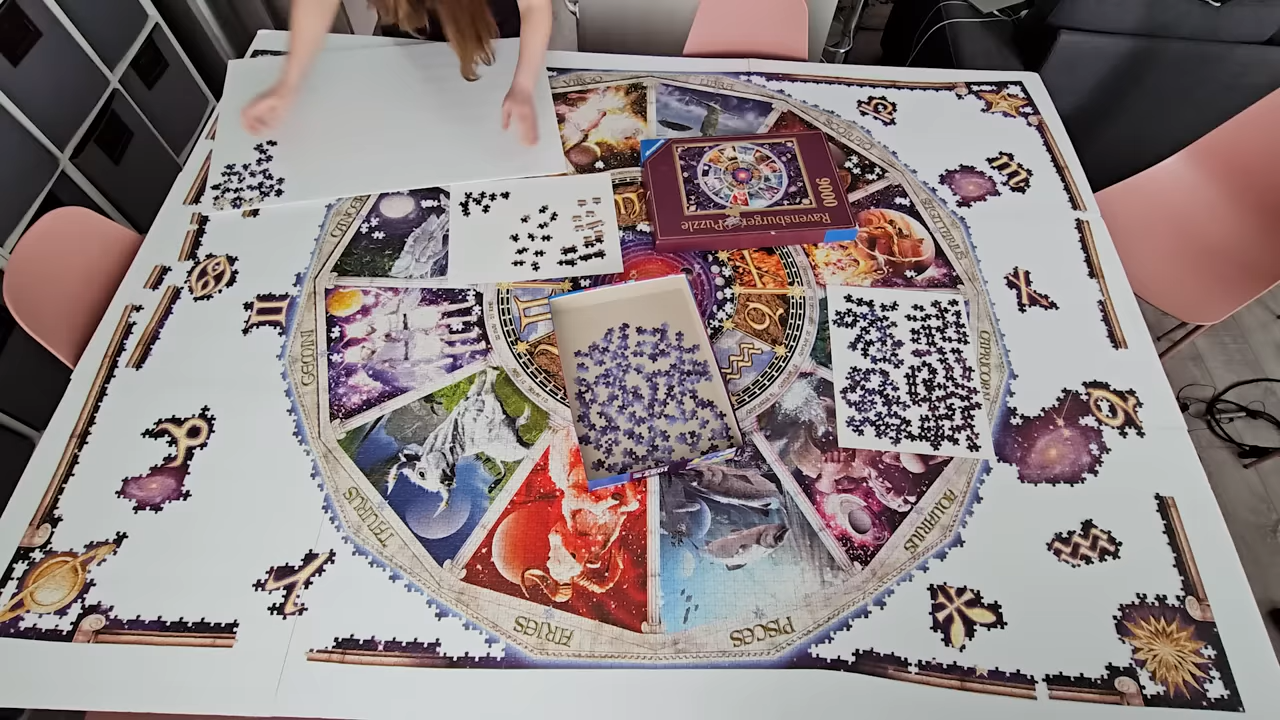 VIRGO
LIBRA
SCORPIO
CANCER
9000
Ravensburger Puzzle
SAGITTARIUS
GEMINI
CAPRICORN
TAURUS
AQUARIUS
ARIES
PISCES